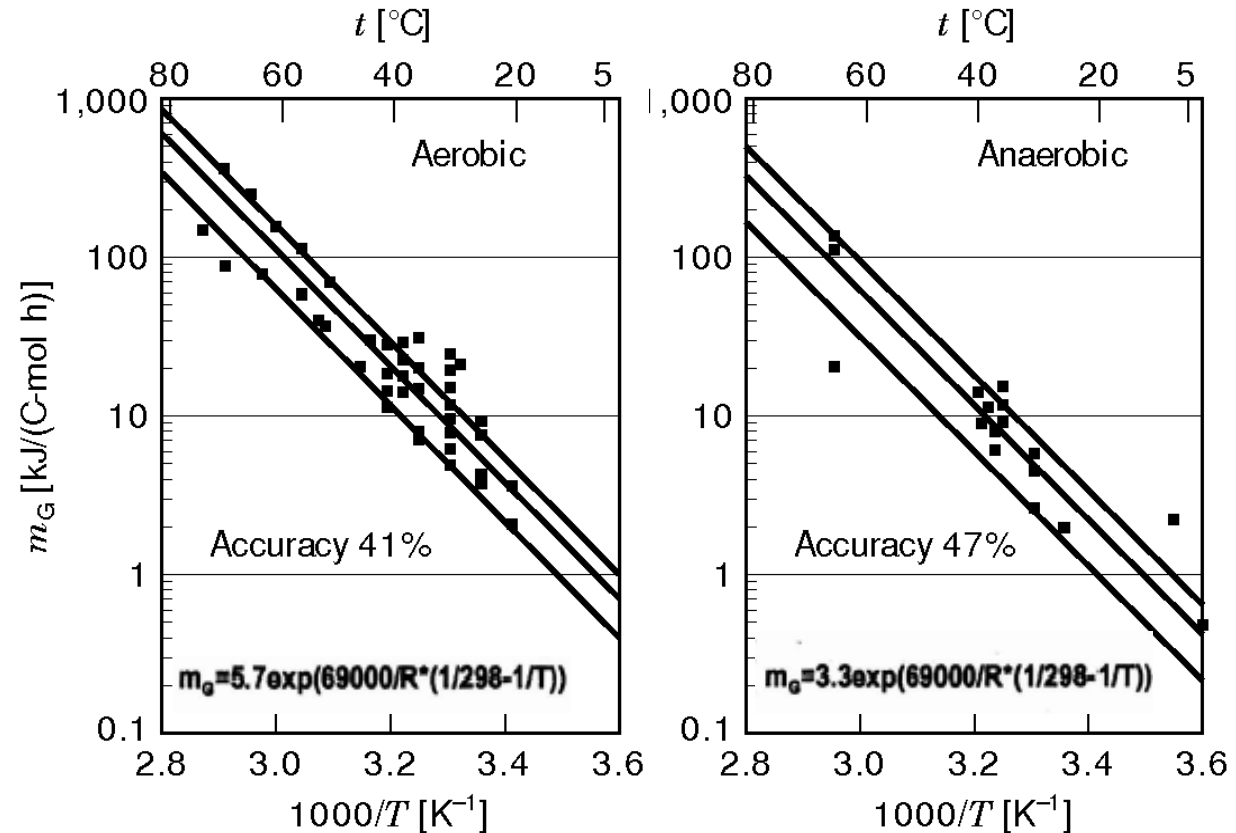 t [°C]
80 60 40 20 5
1,000
Aerobic
100
10
Accuracy 41%
1
m_G=5.7exp(69000/R*(1/298-1/T))
0.1
2.8 3.0 3.2 3.4 3.6
1000/T [K⁻¹]
m_G [kJ/(C-mol h)]
t [°C]
80 60 40 20 5
1,000
Anaerobic
100
10
Accuracy 47%
1
m_G=3.3exp(69000/R*(1/298-1/T))
0.1
2.8 3.0 3.2 3.4 3.6
1000/T [K⁻¹]